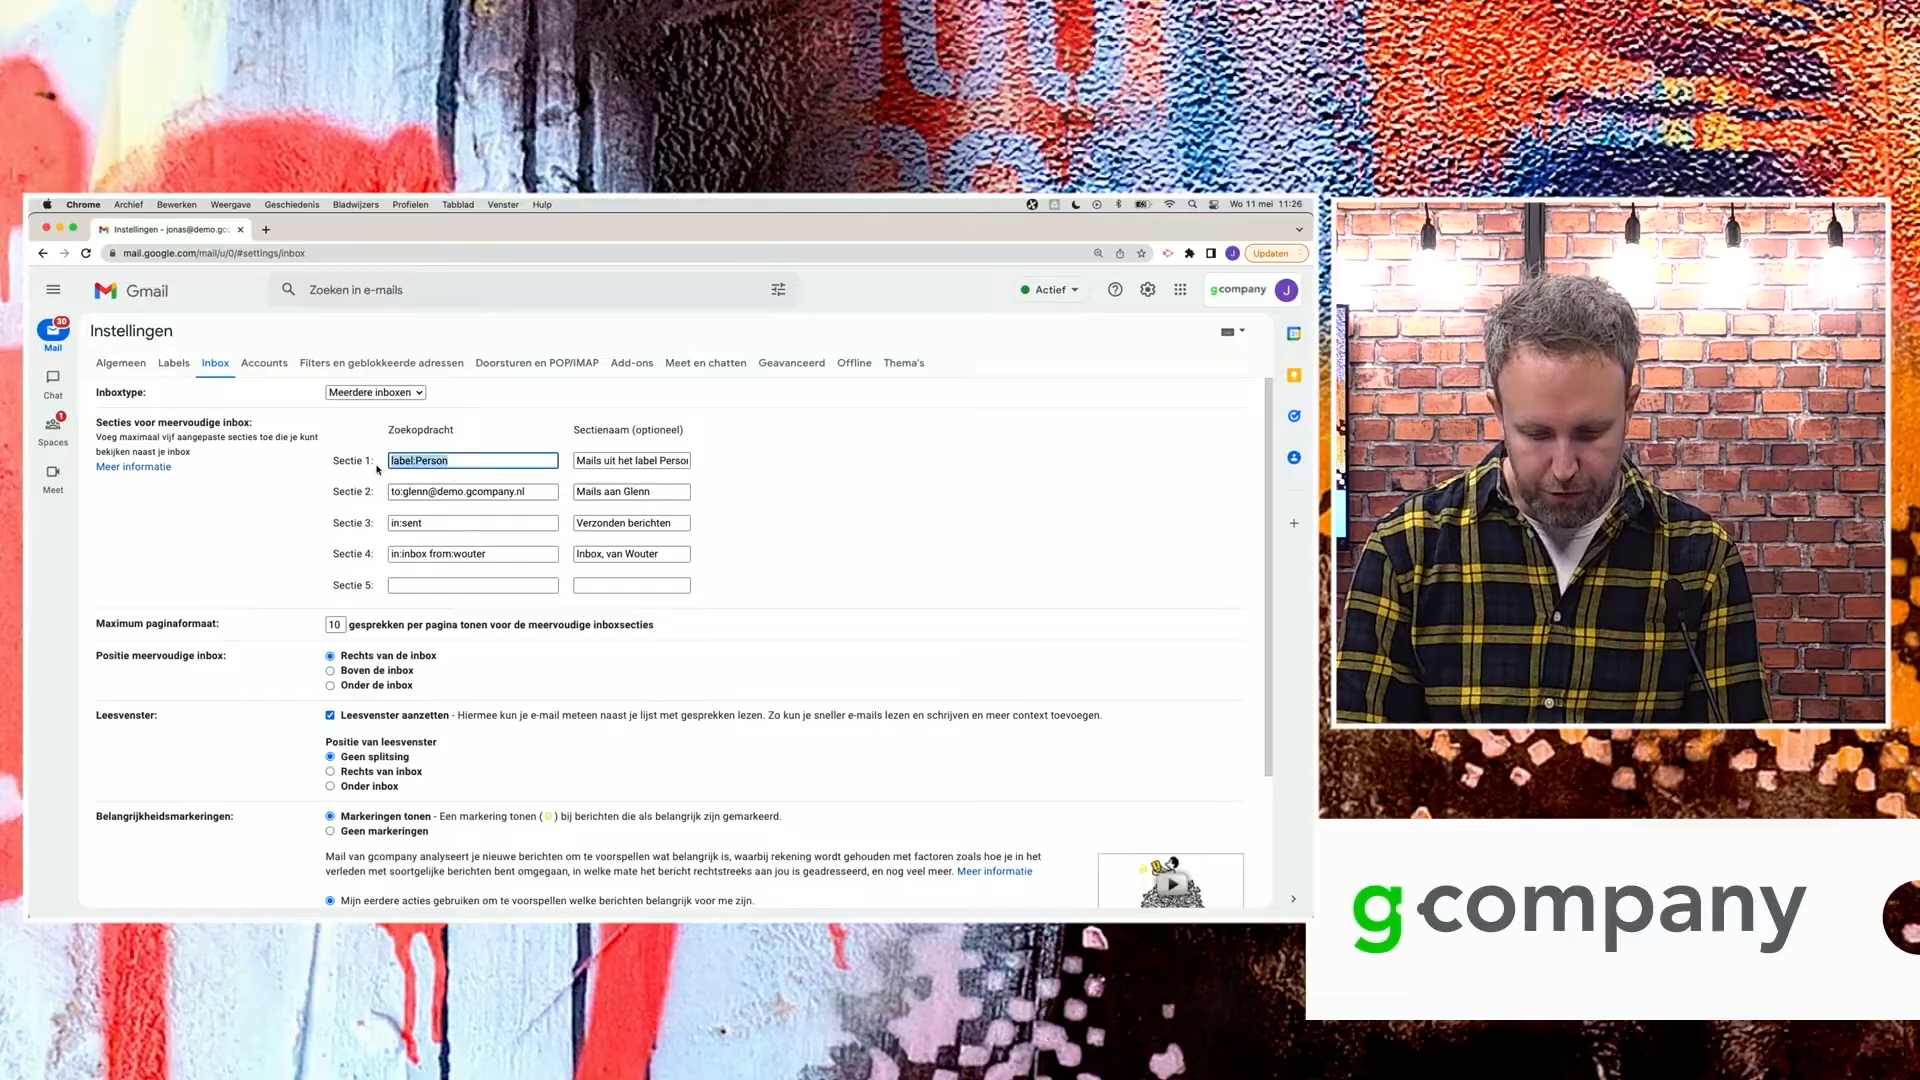 Chrome Archief Bewerken Weergave Geschiedenis Bladwijzers Profielen Tabblad Venster Hulp Wo 11 mei 11:26
Instellingen - jonas@demo.gco
mail.google.com/mail/u/0/#settings/inbox Updaten
Gmail Zoeken in e-mails Actief gcompany J
30
Mail
Chat
1
Spaces
Meet
Instellingen
Algemeen Labels Inbox Accounts Filters en geblokkeerde adressen Doorsturen en POP/IMAP Add-ons Meet en chatten Geavanceerd Offline Thema's
Inboxtype: Meerdere inboxen
Secties voor meervoudige inbox:
Voeg maximaal vijf aangepaste secties toe die je kunt
bekijken naast je inbox
Meer informatie
Zoekopdracht Sectienaam (optioneel)
Sectie 1: label:Person Mails uit het label Person
Sectie 2: to:glenn@demo.gcompany.nl Mails aan Glenn
Sectie 3: in:sent Verzonden berichten
Sectie 4: in:inbox from:wouter Inbox, van Wouter
Sectie 5:
Maximum paginaformaat: 10 gesprekken per pagina tonen voor de meervoudige inboxsecties
Positie meervoudige inbox: Rechts van de inbox
Boven de inbox
Onder de inbox
Leesvenster: Leesvenster aanzetten - Hiermee kun je e-mail meteen naast je lijst met gesprekken lezen. Zo kun je sneller e-mails lezen en schrijven en meer context toevoegen.
Positie van leesvenster
Geen splitsing
Rechts van inbox
Onder inbox
Belangrijkheidsmarkeringen: Markeringen tonen - Een markering tonen ( ) bij berichten die als belangrijk zijn gemarkeerd.
Geen markeringen
Mail van gcompany analyseert je nieuwe berichten om te voorspellen wat belangrijk is, waarbij rekening wordt gehouden met factoren zoals hoe je in het
verleden met soortgelijke berichten bent omgegaan, in welke mate het bericht rechtstreeks aan jou is geadresseerd, en nog veel meer. Meer informatie
Mijn eerdere acties gebruiken om te voorspellen welke berichten belangrijk voor me zijn.
g-company